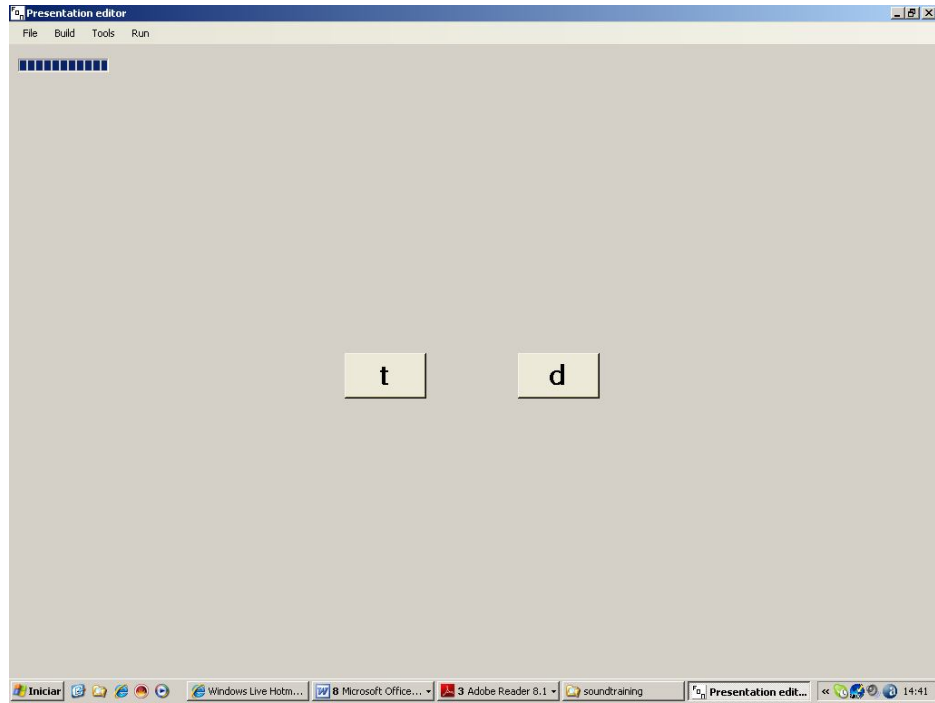 Presentation editor
File Build Tools Run
t d
Iniciar Windows Live Hotm... 8 Microsoft Office... 3 Adobe Reader 8.1 soundtraining Presentation edit... « 14:41